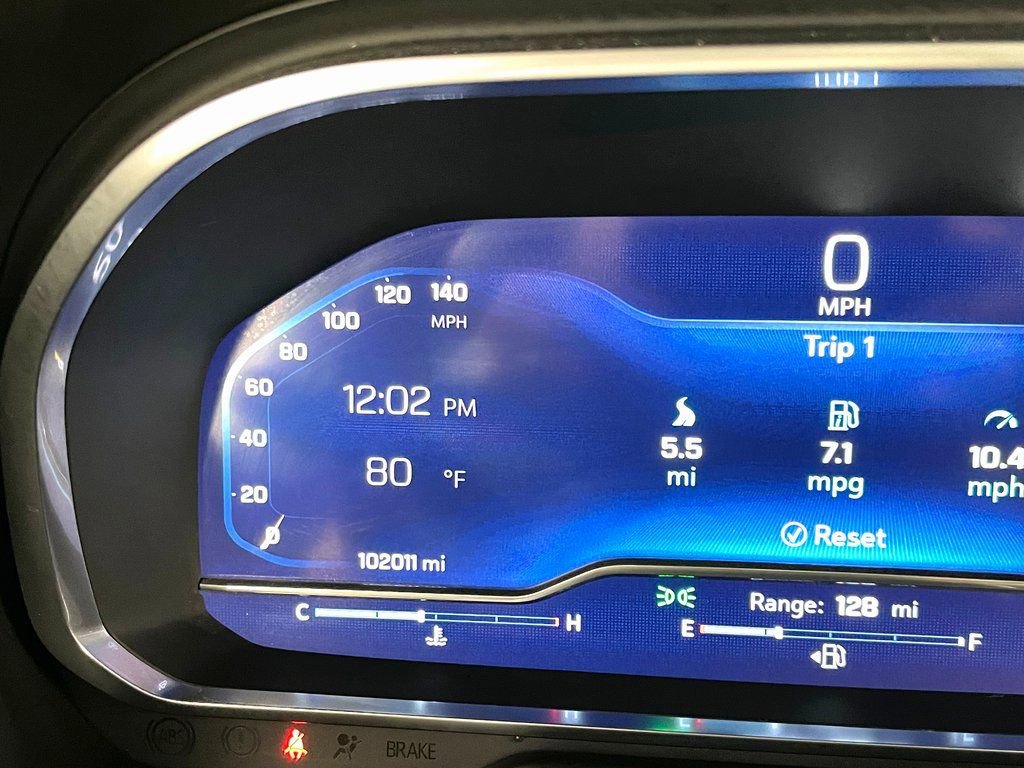 0
MPH
140
120
100
80
60
40
20
0
MPH
12:02 PM
80 °F
102011 mi
Trip 1
5.5
mi
7.1
mpg
10.4
mph
Reset
C H
Range: 128 mi
E F
ABS
BRAKE